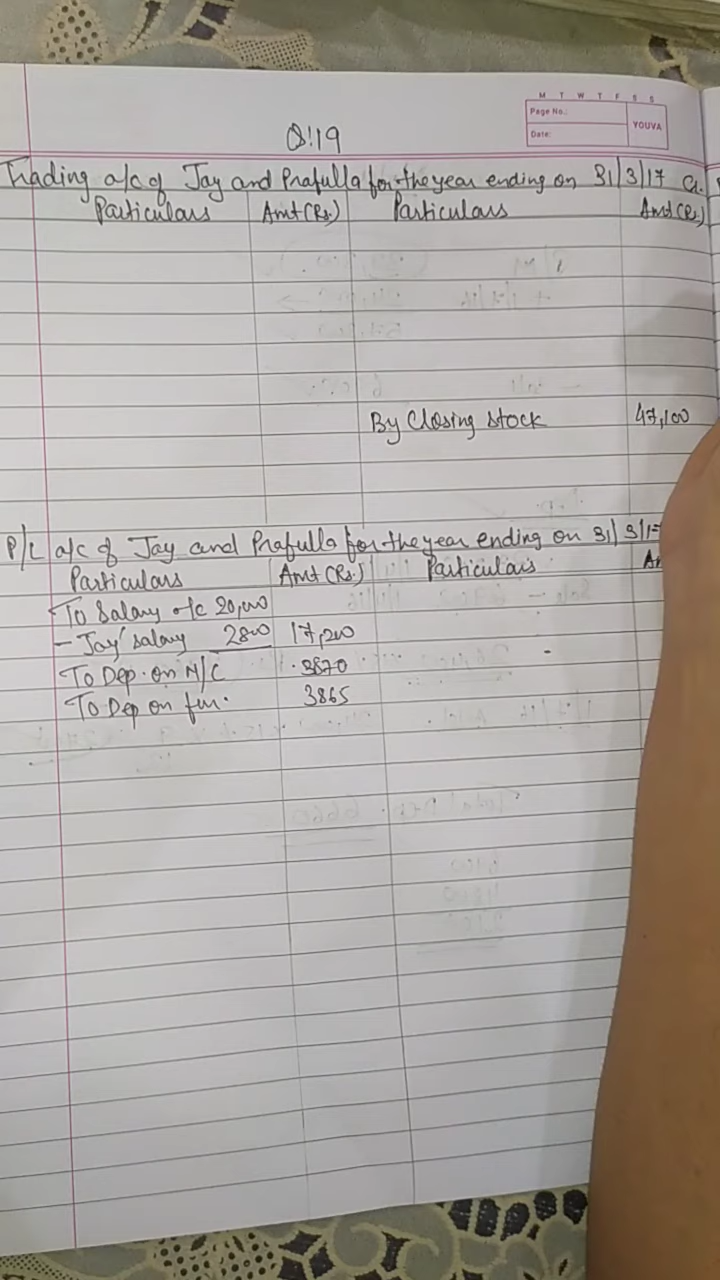 M T W T F S S
Page No.:
Date:
YOUVA
Q:19
Trading a/c of Jay and Prafulla for the year ending on 31/3/17 Cr.
Particulars Amt (Rs.) Particulars Amt (Rs.)
By Closing stock 47,100
P/L a/c of Jay and Prafulla for the year ending on 31/3/17
Particulars Amt (Rs.) Particulars
To Salary a/c 20,000
- Jay' salary 2800 17,200
To Dep. on M/C 3870
To Dep on fur. 3865